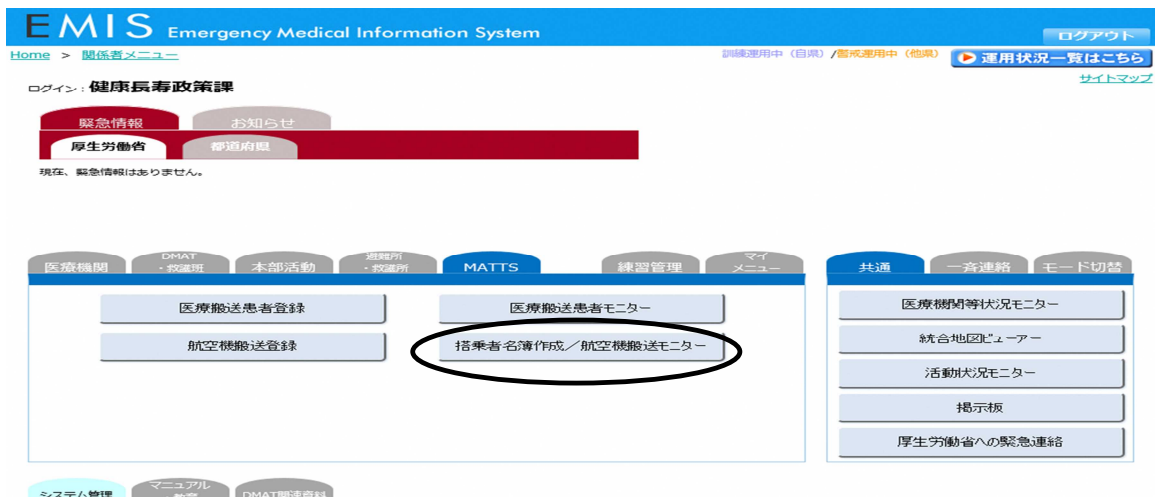 EMIS Emergency Medical Information System
ログアウト
Home > 関係者メニュー
訓練運用中（自県）/警戒運用中（他県）
運用状況一覧はこちら
サイトマップ
ログイン：健康長寿政策課
緊急情報 お知らせ
厚生労働省 都道府県
現在、緊急情報はありません。
医療機関 DMAT・救護班 本部活動 避難所・救護所 MATTS 練習管理 マイメニュー 共通 一斉連絡 モード切替
医療搬送患者登録 医療搬送患者モニター 医療機関等状況モニター
航空機搬送登録 搭乗者名簿作成／航空機搬送モニター 統合地図ビューアー
活動状況モニター
掲示板
厚生労働省への緊急連絡
システム管理 マニュアル DMAT関連資料